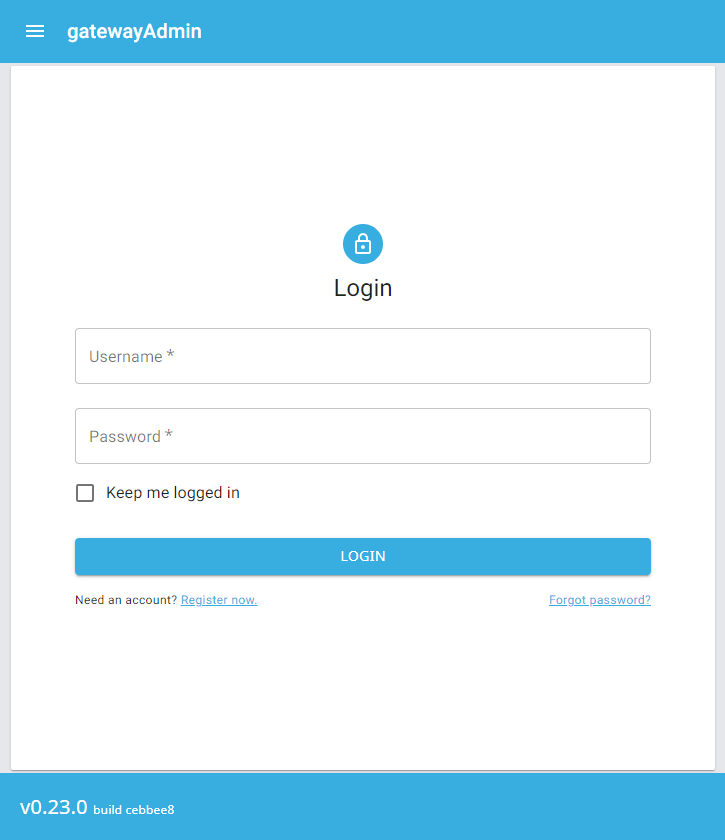 gatewayAdmin
Login
Username *
Password *
Keep me logged in
LOGIN
Need an account? Register now. Forgot password?
v0.23.0 build cebbee8